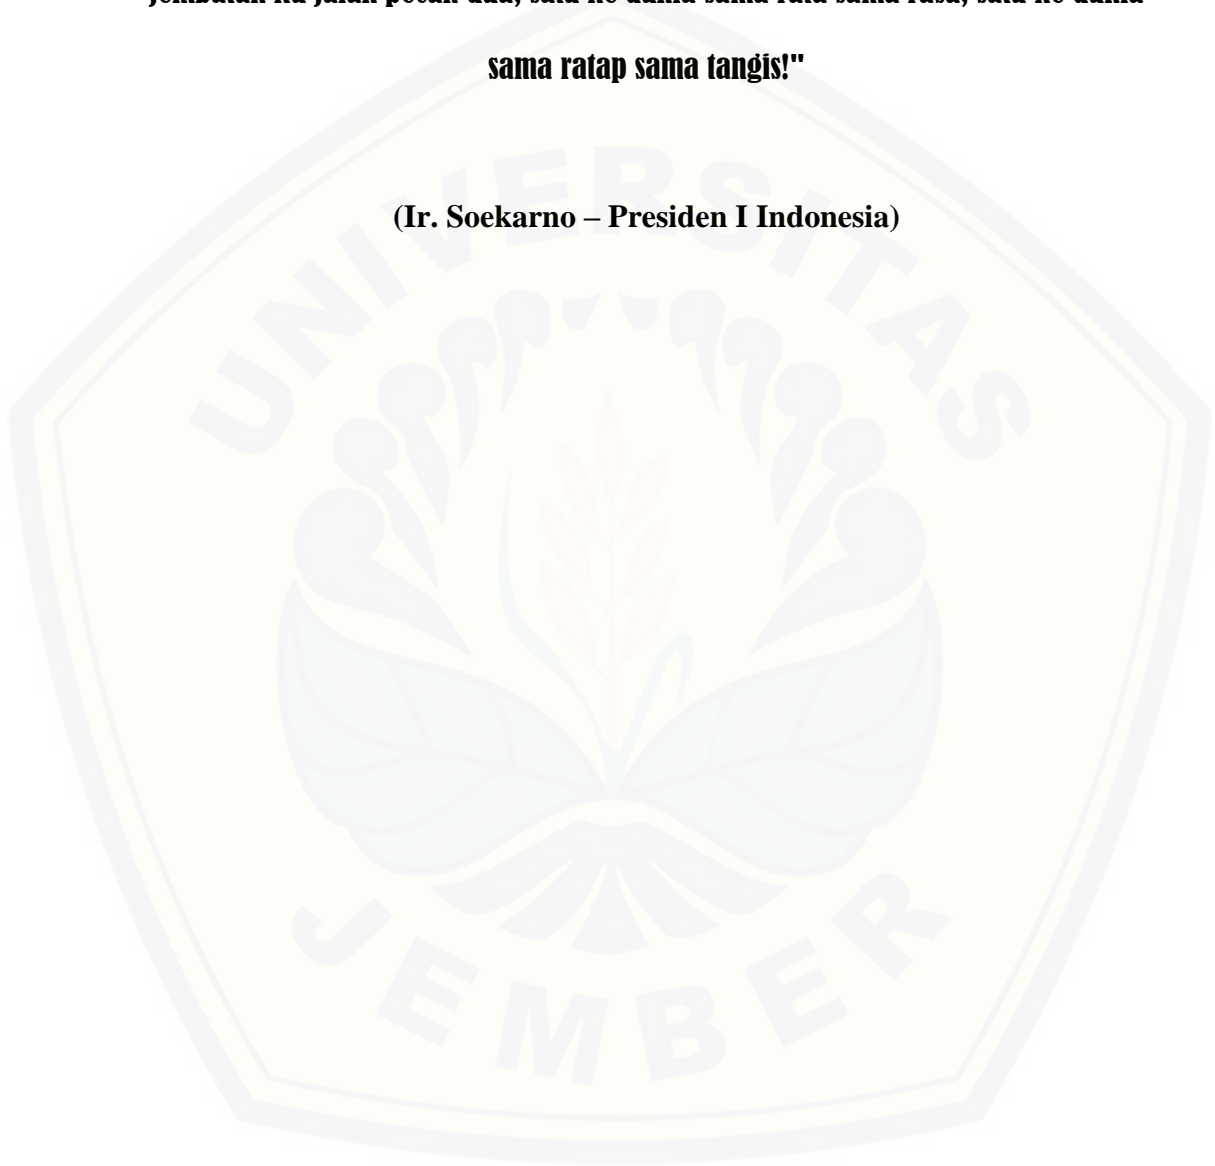 jembatan itu jalan pecah dua, satu ke dunia sama rata sama rasa, satu ke dunia
sama ratap sama tangis!"
(Ir. Soekarno – Presiden I Indonesia)
UNIVERSITAS
JEMBER